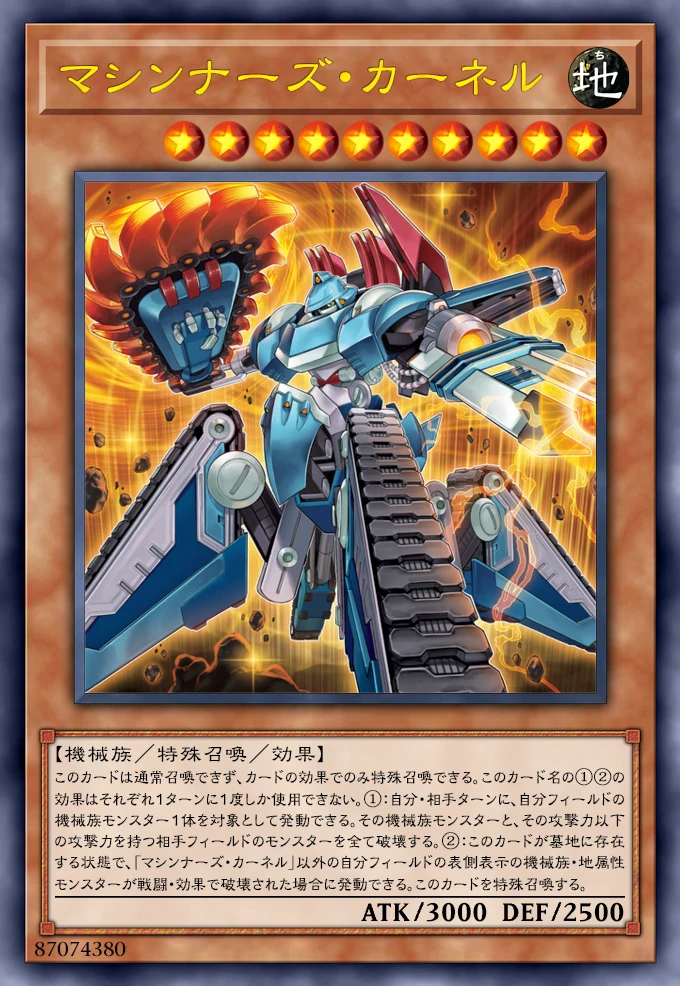 マシンナーズ・カーネル
地
ち
【機械族／特殊召喚／効果】
このカードは通常召喚できず、カードの効果でのみ特殊召喚できる。このカード名の①②の
効果はそれぞれ1ターンに1度しか使用できない。①：自分・相手ターンに、自分フィールドの
機械族モンスター1体を対象として発動できる。その機械族モンスターと、その攻撃力以下
の攻撃力を持つ相手フィールドのモンスターを全て破壊する。②：このカードが墓地に存在
する状態で、「マシンナーズ・カーネル」以外の自分フィールドの表側表示の機械族・地属性
モンスターが戦闘・効果で破壊された場合に発動できる。このカードを特殊召喚する。
ATK/3000 DEF/2500
87074380